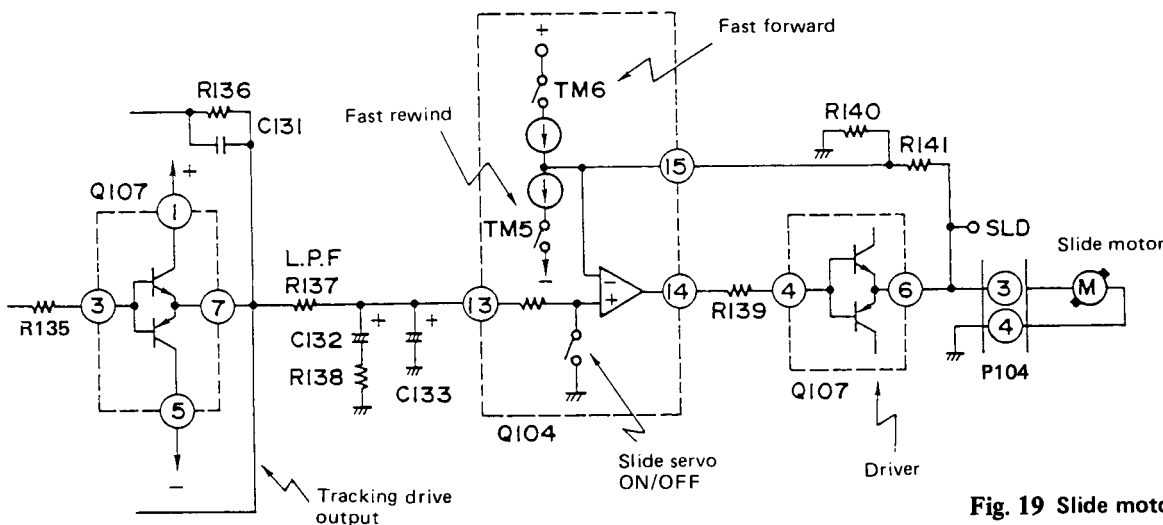 +
Fast forward
R136
TM6
C131
Fast rewind
R140
R141
+
Q107
1
15
TM5
SLD
L.P.F
Slide motor
R137
-
-
+
3
7
13
14
4
6
3
M
R135
+
+
R139
4
C132
R138
C133
P104
5
Q104
Q107
-
Slide servo
ON/OFF
Driver
Tracking drive
output
Fig. 19 Slide moto